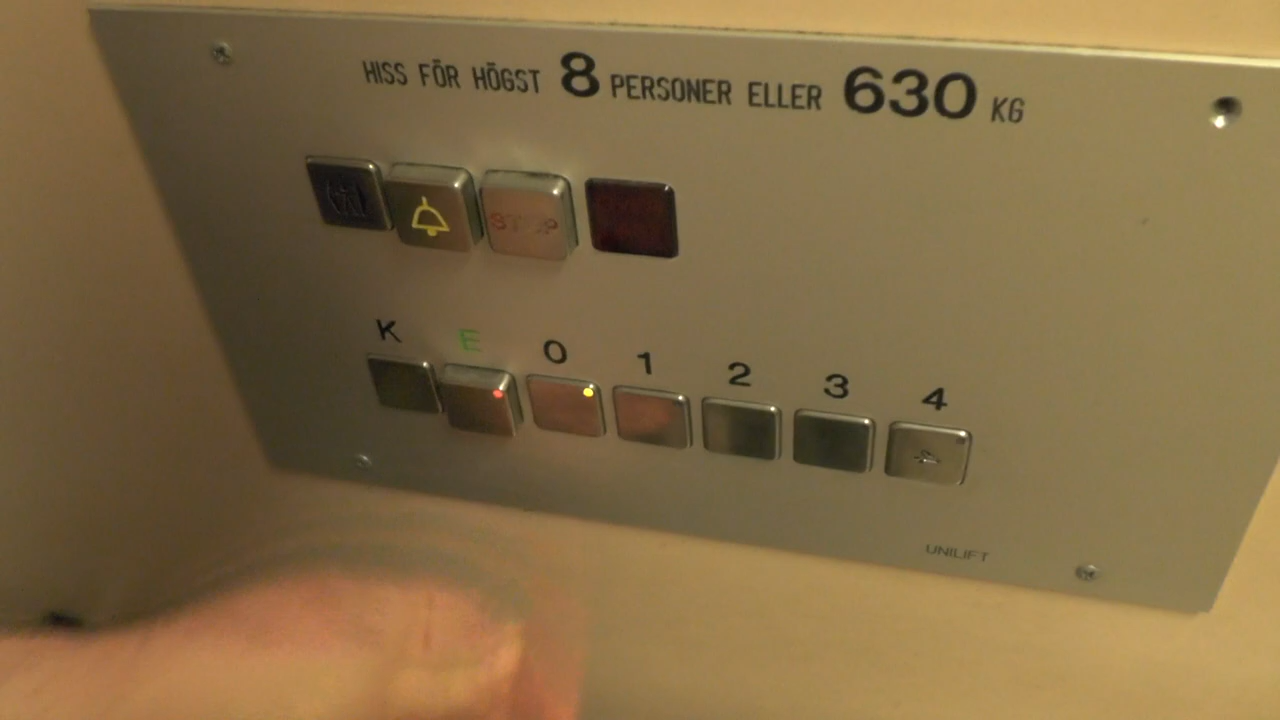 HISS FÖR HÖGST 8 PERSONER ELLER 630 KG
STOP
K E 0 1 2 3 4
UNILIFT